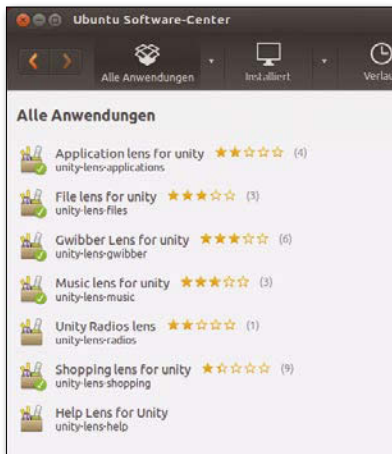 Ubuntu Software-Center
Alle Anwendungen
Installiert
Verlau
Alle Anwendungen
Application lens for unity (4)
unity-lens-applications
File lens for unity (3)
unity-lens-files
Gwibber Lens for unity (6)
unity-lens-gwibber
Music lens for unity (3)
unity-lens-music
Unity Radios lens (1)
unity-lens-radios
Shopping lens for unity (9)
unity-lens-shopping
Help Lens for Unity
unity-lens-help